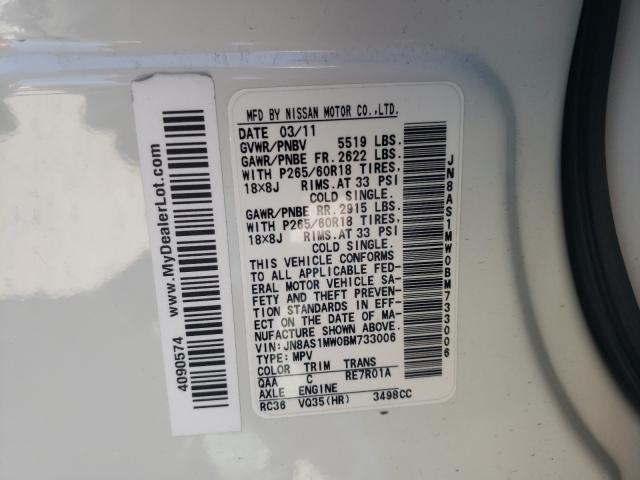 MFD BY NISSAN MOTOR CO.,LTD.
DATE 03/11
GVWR/PNBV 5519 LBS.
GAWR/PNBE FR. 2622 LBS.
WITH P265/60R18 TIRES,
18X8J RIMS.AT 33 PSI
COLD SINGLE.
GAWR/PNBE RR. 2915 LBS.
WITH P265/60R18 TIRES,
18X8J RIMS.AT 33 PSI
COLD SINGLE.
THIS VEHICLE CONFORMS
TO ALL APPLICABLE FED-
ERAL MOTOR VEHICLE SA-
FETY AND THEFT PREVEN-
TION STANDARDS IN EFF-
ECT ON THE DATE OF MA-
NUFACTURE SHOWN ABOVE.
VIN:JN8AS1MW0BM733006
TYPE:MPV
COLOR TRIM TRANS
QAA C RE7R01A
AXLE ENGINE
RC36 VQ35(HR) 3498CC
JN8AS1MW0BM733006
www.MyDealerLot.com
4090574